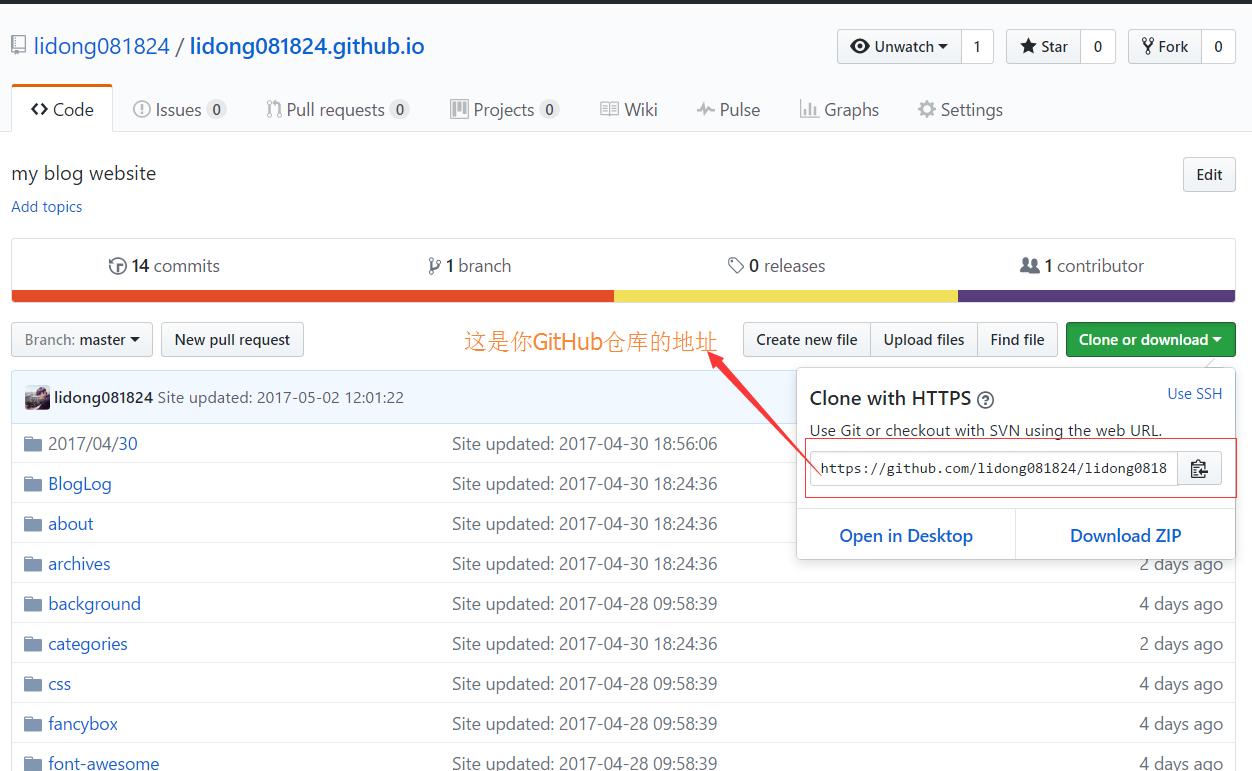 lidong081824 / lidong081824.github.io
Unwatch 1 Star 0 Fork 0
Code Issues 0 Pull requests 0 Projects 0 Wiki Pulse Graphs Settings
my blog website
Edit
Add topics
14 commits 1 branch 0 releases 1 contributor
Branch: master New pull request 这是你GitHub仓库的地址 Create new file Upload files Find file Clone or download
lidong081824 Site updated: 2017-05-02 12:01:22
Clone with HTTPS ? Use SSH
Use Git or checkout with SVN using the web URL.
https://github.com/lidong081824/lidong0818
Open in Desktop Download ZIP
2017/04/30 Site updated: 2017-04-30 18:56:06
BlogLog Site updated: 2017-04-30 18:24:36
about Site updated: 2017-04-30 18:24:36
archives Site updated: 2017-04-30 18:24:36 2 days ago
background Site updated: 2017-04-28 09:58:39 4 days ago
categories Site updated: 2017-04-30 18:24:36 2 days ago
css Site updated: 2017-04-28 09:58:39 4 days ago
fancybox Site updated: 2017-04-28 09:58:39 4 days ago
font-awesome Site updated: 2017-04-28 09:58:39 4 days ago